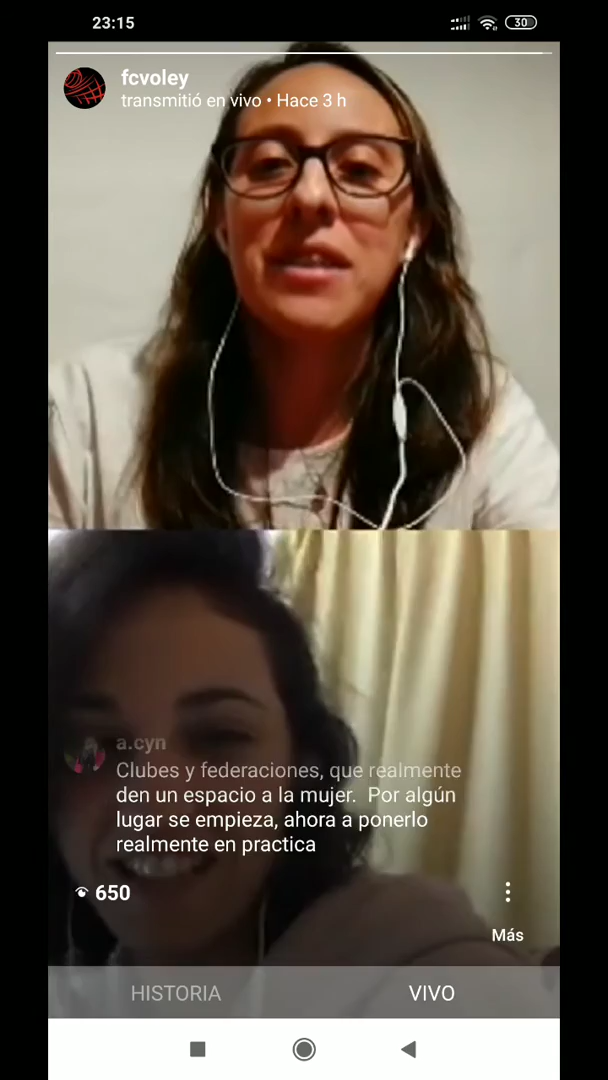 23:15
30
fcvoley
transmitió en vivo • Hace 3 h
a.cyn
Clubes y federaciones, que realmente
den un espacio a la mujer. Por algún
lugar se empieza, ahora a ponerlo
realmente en practica
650
Más
HISTORIA
VIVO